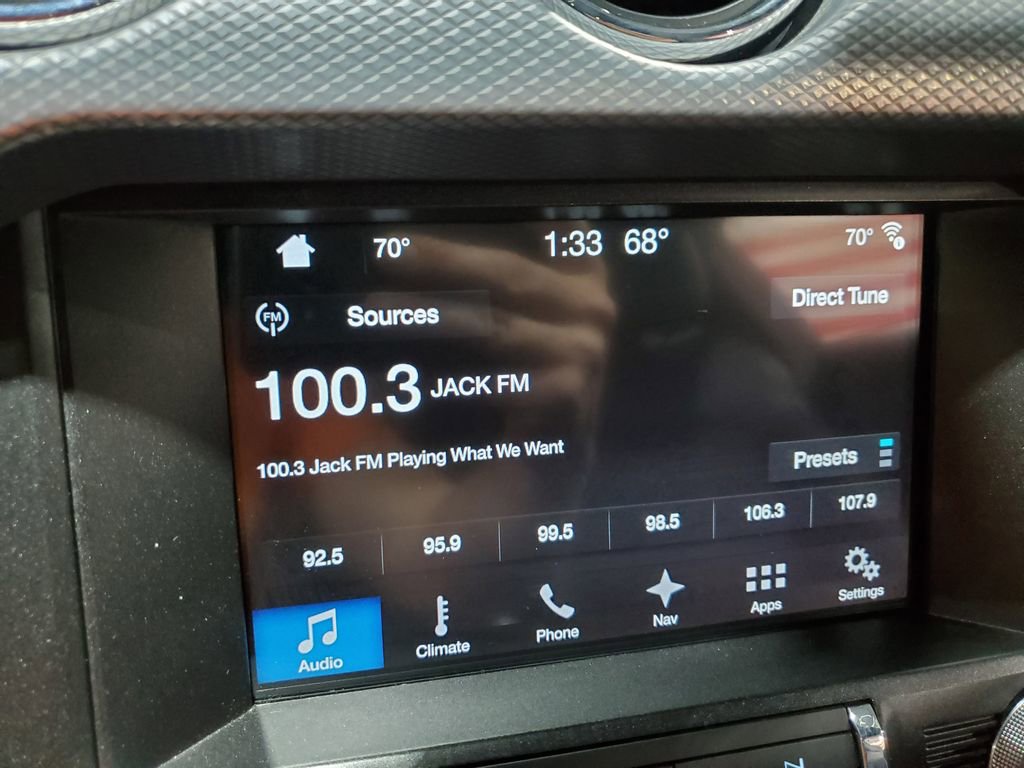 70° 1:33 68° 70°
FM Sources Direct Tune
100.3 JACK FM
100.3 Jack FM Playing What We Want
Presets
92.5 95.9 99.5 98.5 106.3 107.9
Audio Climate Phone Nav Apps Settings